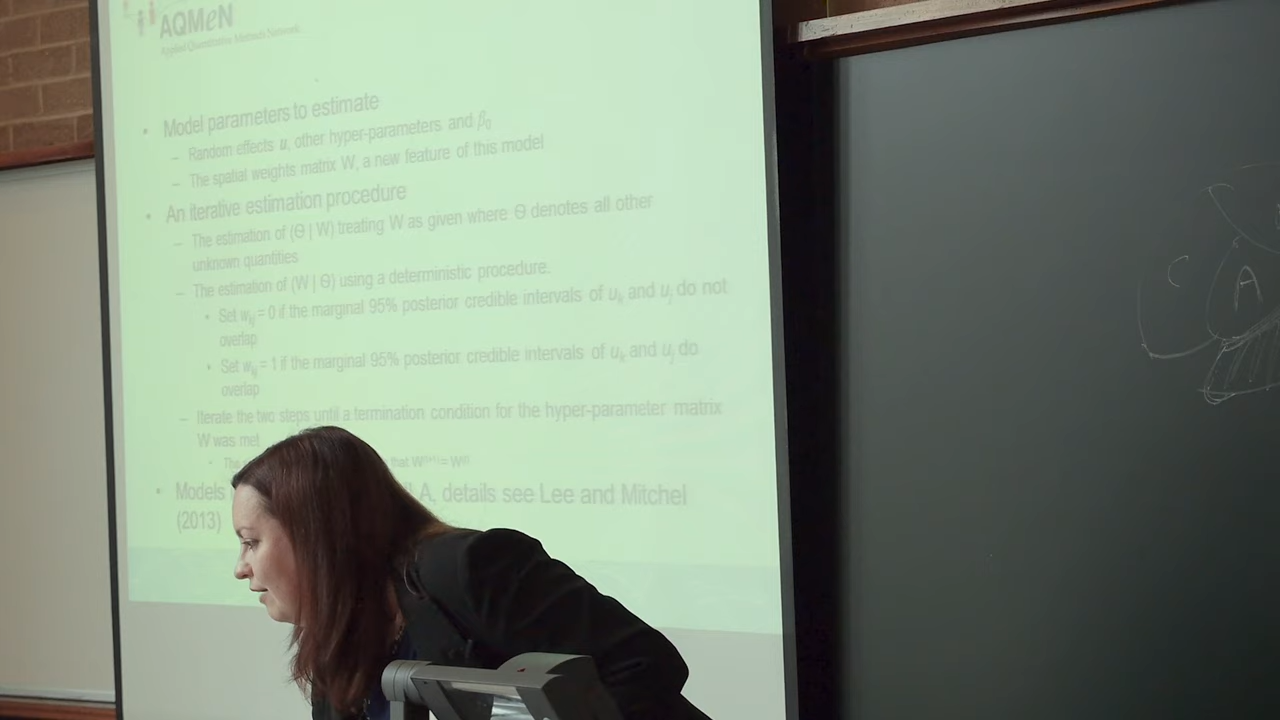 AQMeN
Applied Quantitative Methods Network
• Model parameters to estimate
– Random effects u, other hyper-parameters and β0
– The spatial weights matrix W, a new feature of this model
• An iterative estimation procedure
– The estimation of (Θ | W) treating W as given where Θ denotes all other
unknown quantities
– The estimation of (W | Θ) using a deterministic procedure.
• Set wkj = 0 if the marginal 95% posterior credible intervals of uk and uj do not
overlap
• Set wkj = 1 if the marginal 95% posterior credible intervals of uk and uj do
overlap
– Iterate the two steps until a termination condition for the hyper-parameter matrix
W was met
• The that
• Models A, details see Lee and Mitchel
(2013)
C
A